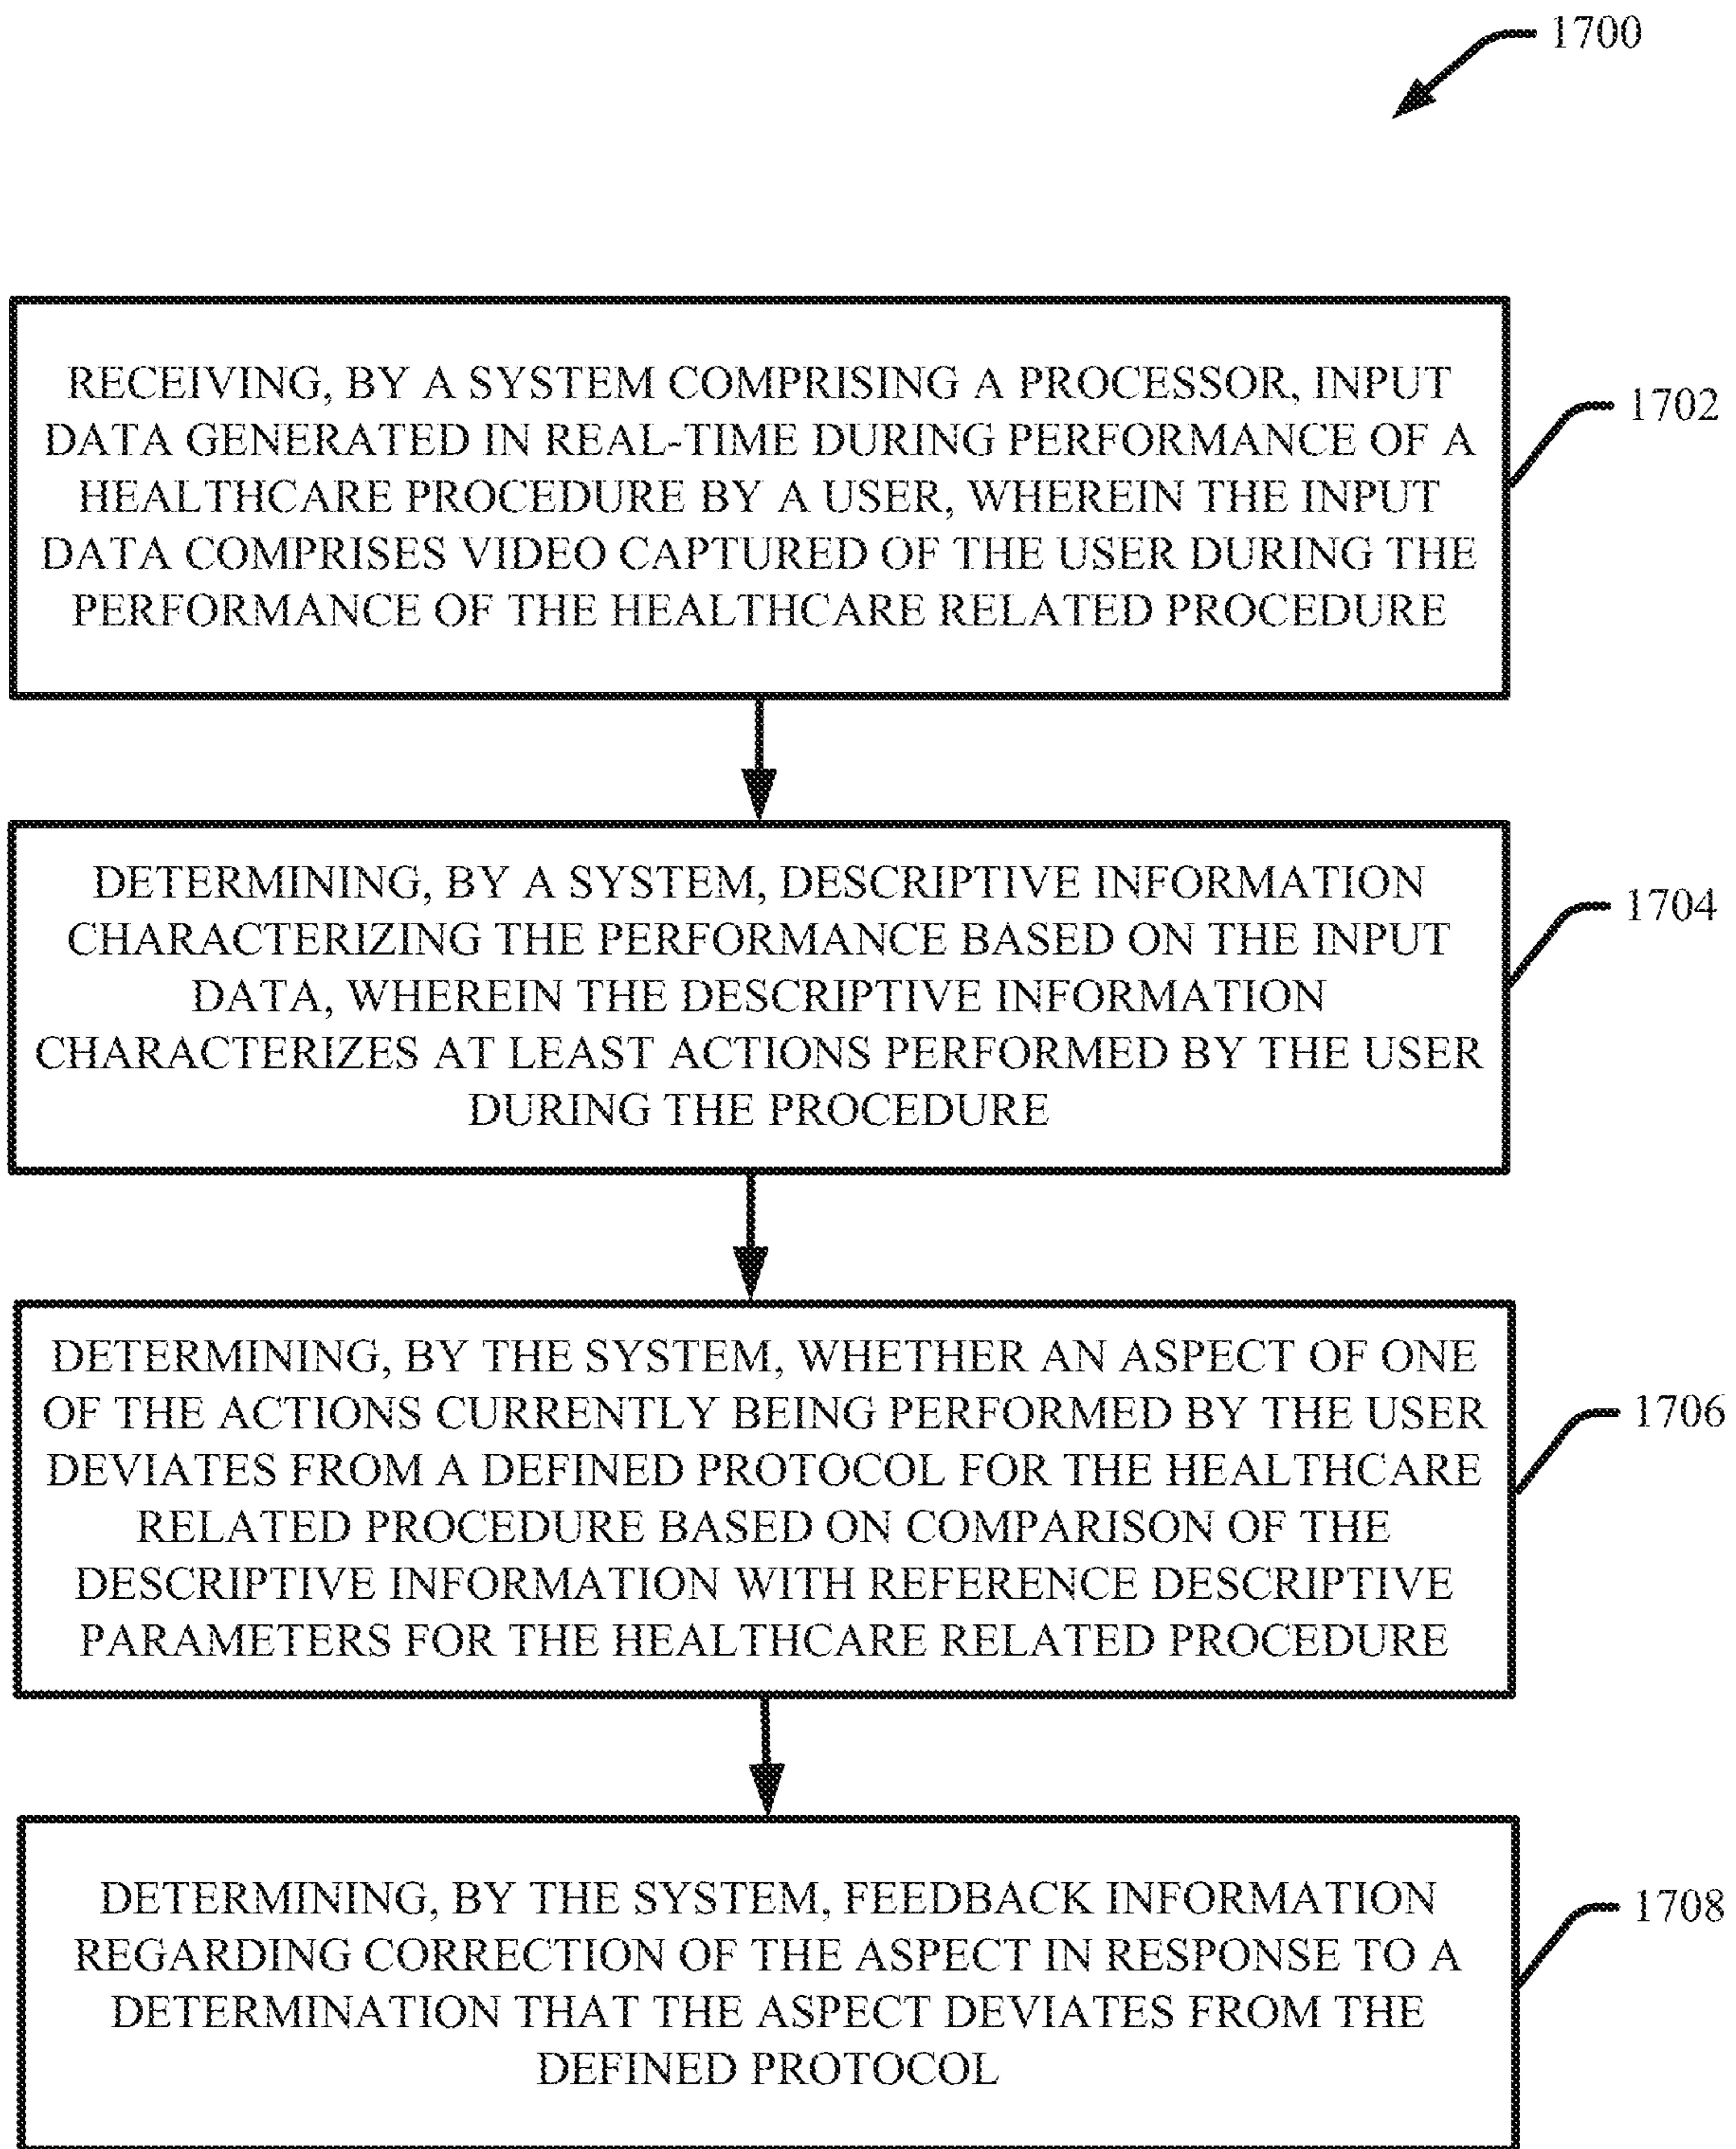 1700
RECEIVING, BY A SYSTEM COMPRISING A PROCESSOR, INPUT
DATA GENERATED IN REAL-TIME DURING PERFORMANCE OF A
HEALTHCARE PROCEDURE BY A USER, WHEREIN THE INPUT
DATA COMPRISES VIDEO CAPTURED OF THE USER DURING THE
PERFORMANCE OF THE HEALTHCARE RELATED PROCEDURE
1702
DETERMINING, BY A SYSTEM, DESCRIPTIVE INFORMATION
CHARACTERIZING THE PERFORMANCE BASED ON THE INPUT
DATA, WHEREIN THE DESCRIPTIVE INFORMATION
CHARACTERIZES AT LEAST ACTIONS PERFORMED BY THE USER
DURING THE PROCEDURE
1704
DETERMINING, BY THE SYSTEM, WHETHER AN ASPECT OF ONE
OF THE ACTIONS CURRENTLY BEING PERFORMED BY THE USER
DEVIATES FROM A DEFINED PROTOCOL FOR THE HEALTHCARE
RELATED PROCEDURE BASED ON COMPARISON OF THE
DESCRIPTIVE INFORMATION WITH REFERENCE DESCRIPTIVE
PARAMETERS FOR THE HEALTHCARE RELATED PROCEDURE
1706
DETERMINING, BY THE SYSTEM, FEEDBACK INFORMATION
REGARDING CORRECTION OF THE ASPECT IN RESPONSE TO A
DETERMINATION THAT THE ASPECT DEVIATES FROM THE
DEFINED PROTOCOL
1708